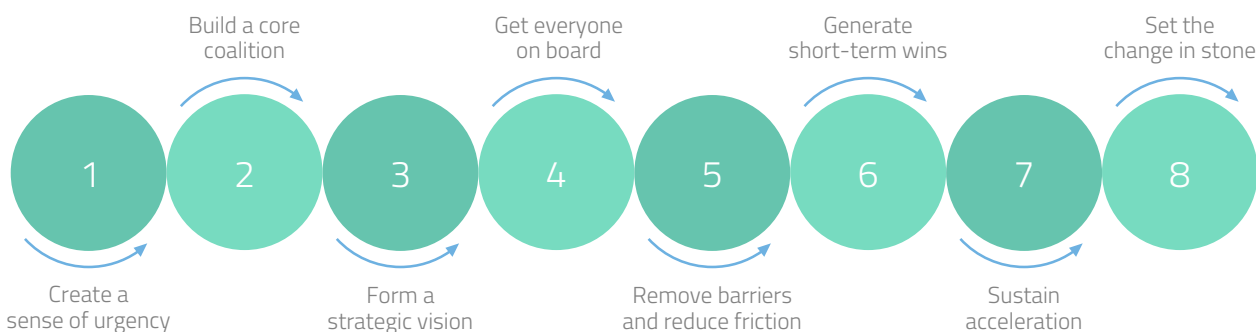 Build a core
coalition
Get everyone
on board
Generate
short-term wins
Set the
change in stone
1
2
3
4
5
6
7
8
Create a
sense of urgency
Form a
strategic vision
Remove barriers
and reduce friction
Sustain
acceleration